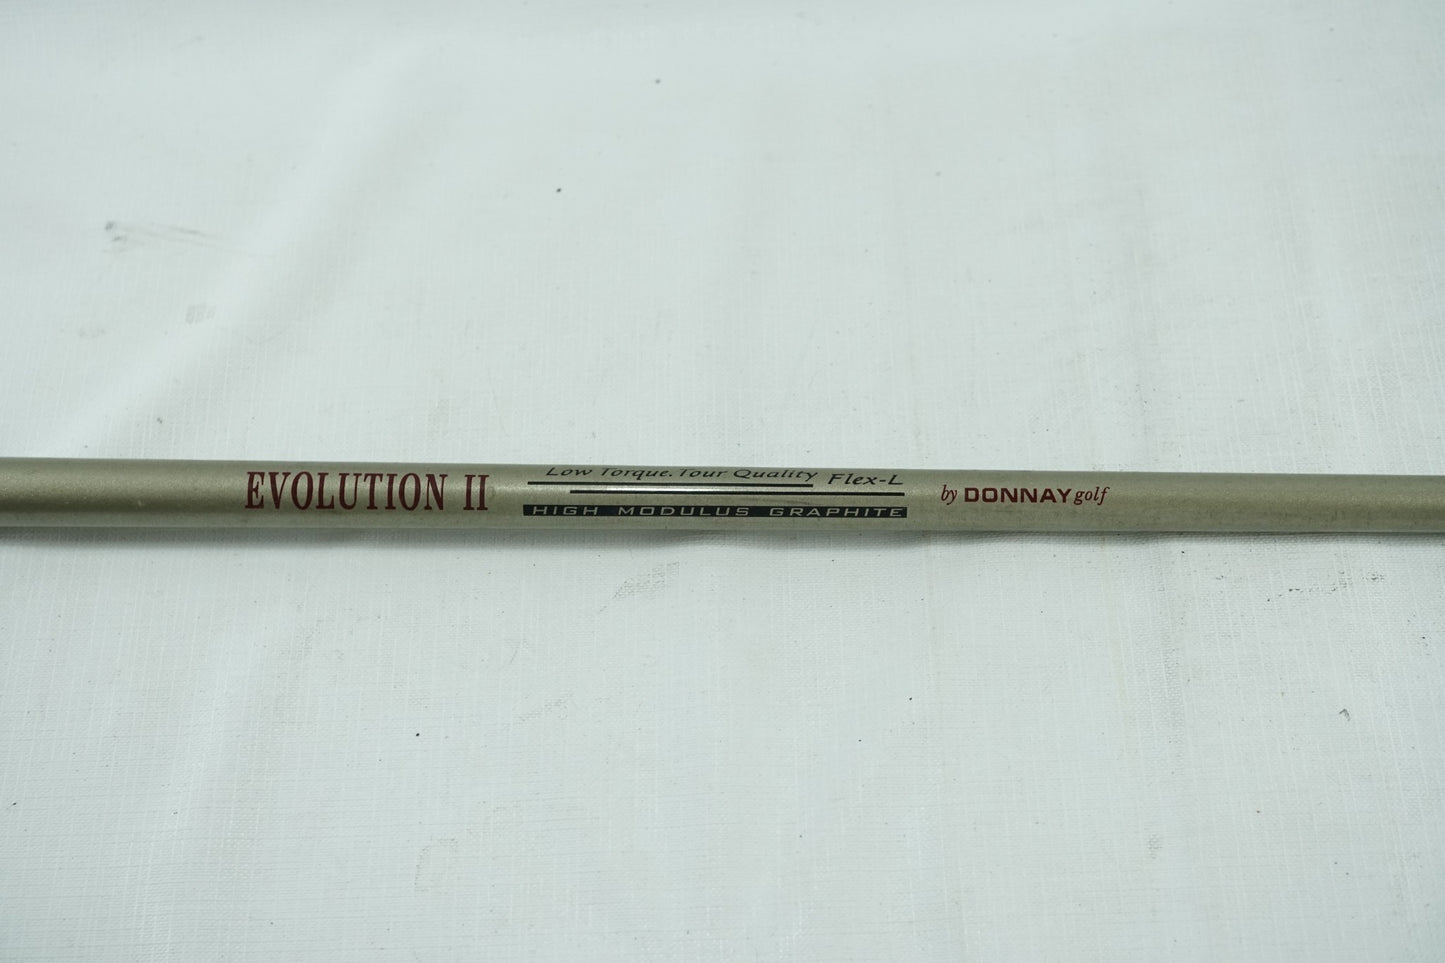 EVOLUTION II
Low Torque. Tour Quality Flex-L
HIGH MODULUS GRAPHITE
by DONNAY golf